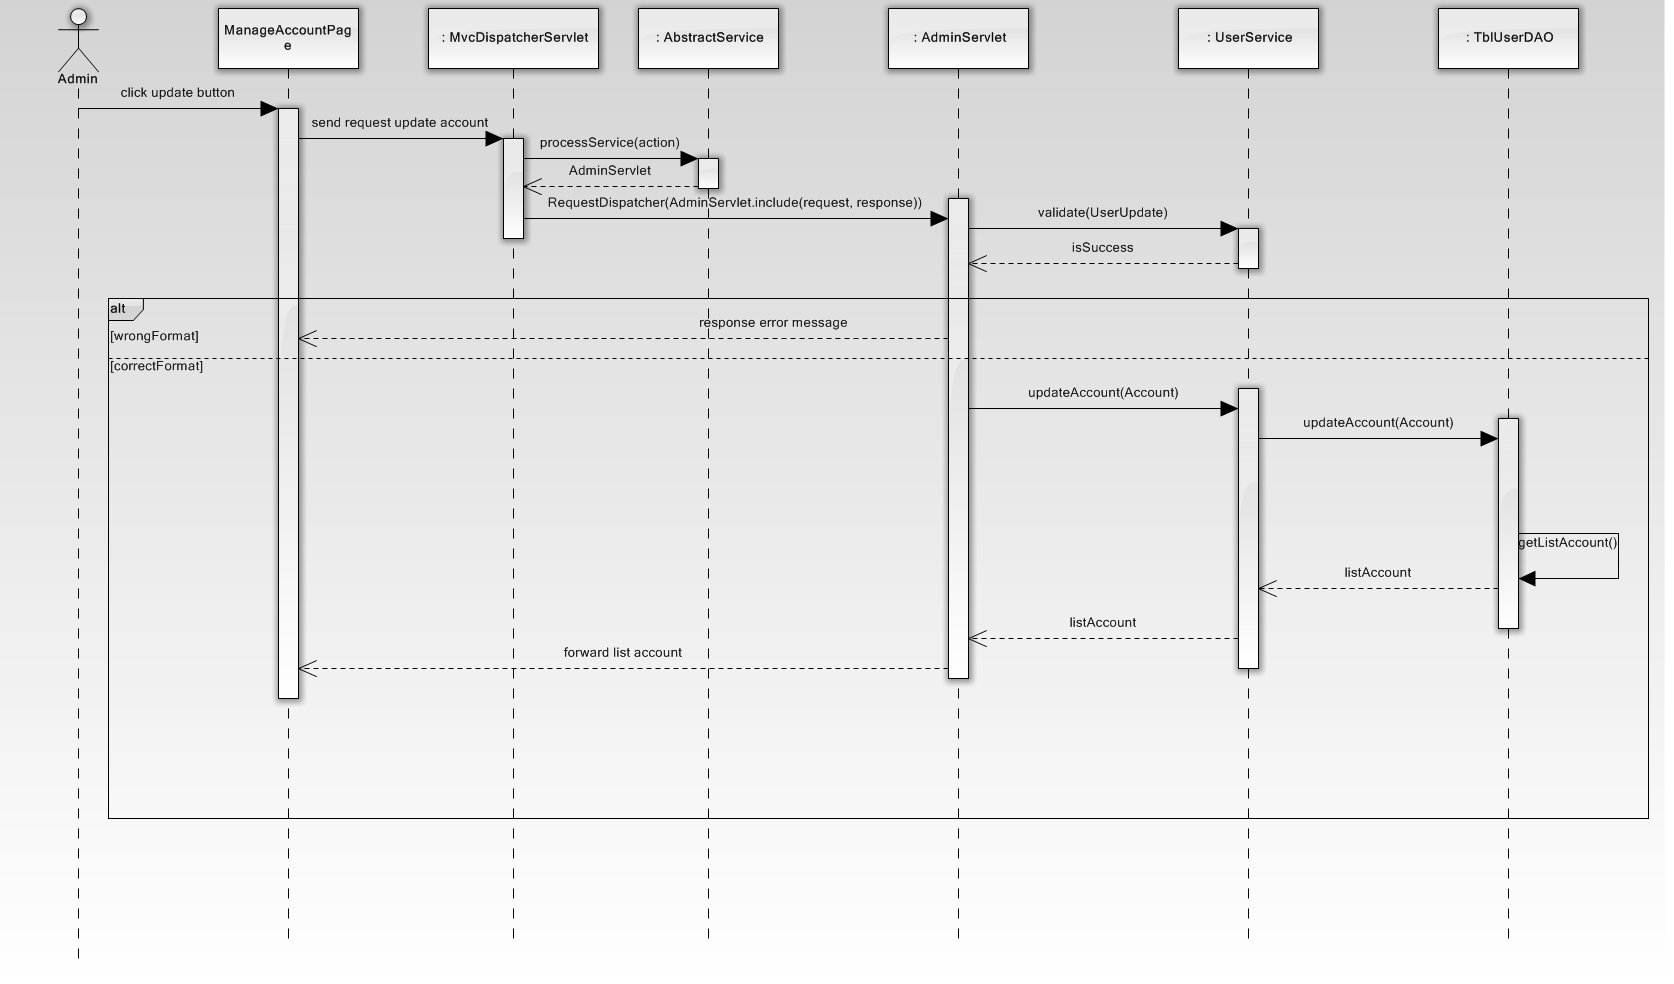 ManageAccountPag
e
: MvcDispatcherServlet
: AbstractService
: AdminServlet
: UserService
: TblUserDAO
Admin
click update button
send request update account
processService(action)
AdminServlet
RequestDispatcher(AdminServlet.include(request, response))
validate(UserUpdate)
isSuccess
alt
response error message
[wrongFormat]
[correctFormat]
updateAccount(Account)
updateAccount(Account)
getListAccount()
listAccount
listAccount
forward list account